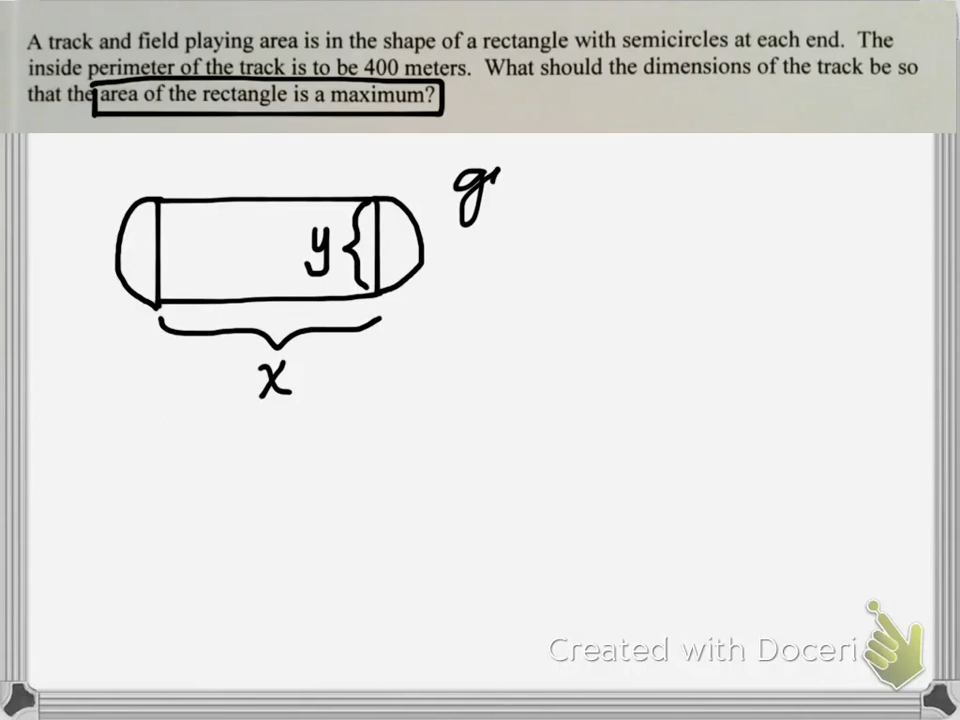 A track and field playing area is in the shape of a rectangle with semicircles at each end. The
inside perimeter of the track is to be 400 meters. What should the dimensions of the track be so
that the area of the rectangle is a maximum?
y
x
Created with Doceri